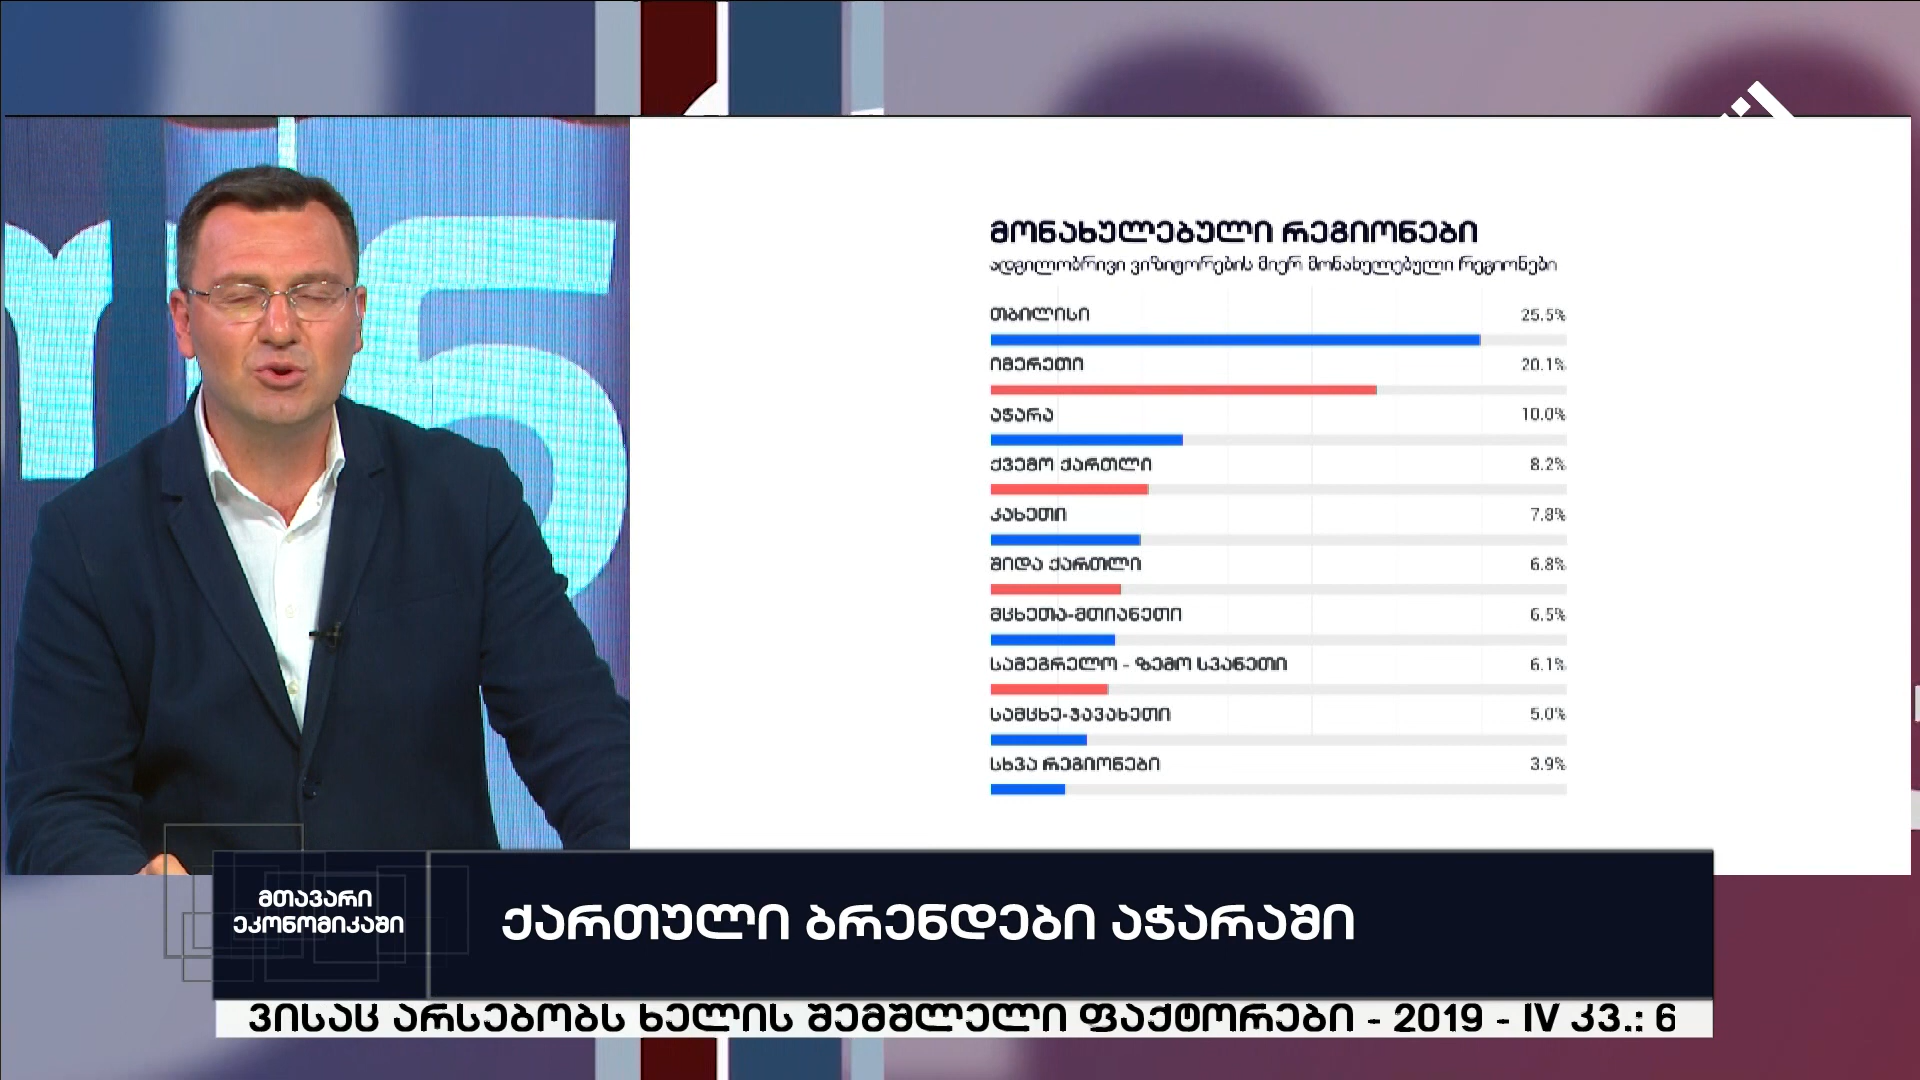 მონახულებული რეგიონები
ადგილობრივი ვიზიტორების მიერ მონახულებული რეგიონები
თბილისი 25.5%
იმერეთი 20.1%
აჭარა 10.0%
ქვემო ქართლი 8.2%
კახეთი 7.8%
შიდა ქართლი 6.8%
მცხეთა-მთიანეთი 6.5%
სამეგრელო - ზემო სვანეთი 6.1%
სამცხე-ჯავახეთი 5.0%
სხვა რეგიონები 3.9%
მთავარი
ეკონომიკაში
ქართული ბრენდები აჭარაში
ვისაც არსებობს ხელის შემშლელი ფაქტორები - 2019 - IV კვ.: 6